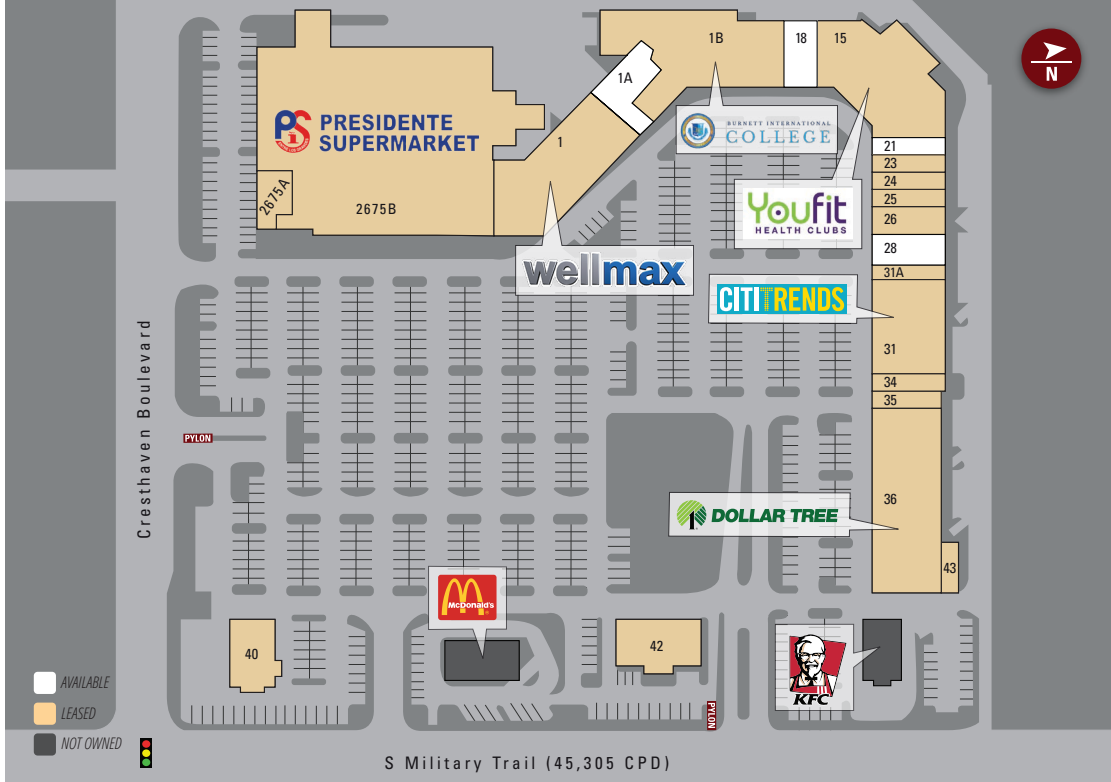 1B
18
15
N
1A
PRESIDENTE
SUPERMARKET
1
BURNETT INTERNATIONAL
COLLEGE
21
23
24
25
26
28
31A
2675A
2675B
Youfit
HEALTH CLUBS
wellmax
CITITRENDS
31
34
35
Cresthaven Boulevard
PYLON
36
DOLLAR TREE
43
McDonald's
40
42
KFC
PYLON
AVAILABLE
LEASED
NOT OWNED
S Military Trail (45,305 CPD)